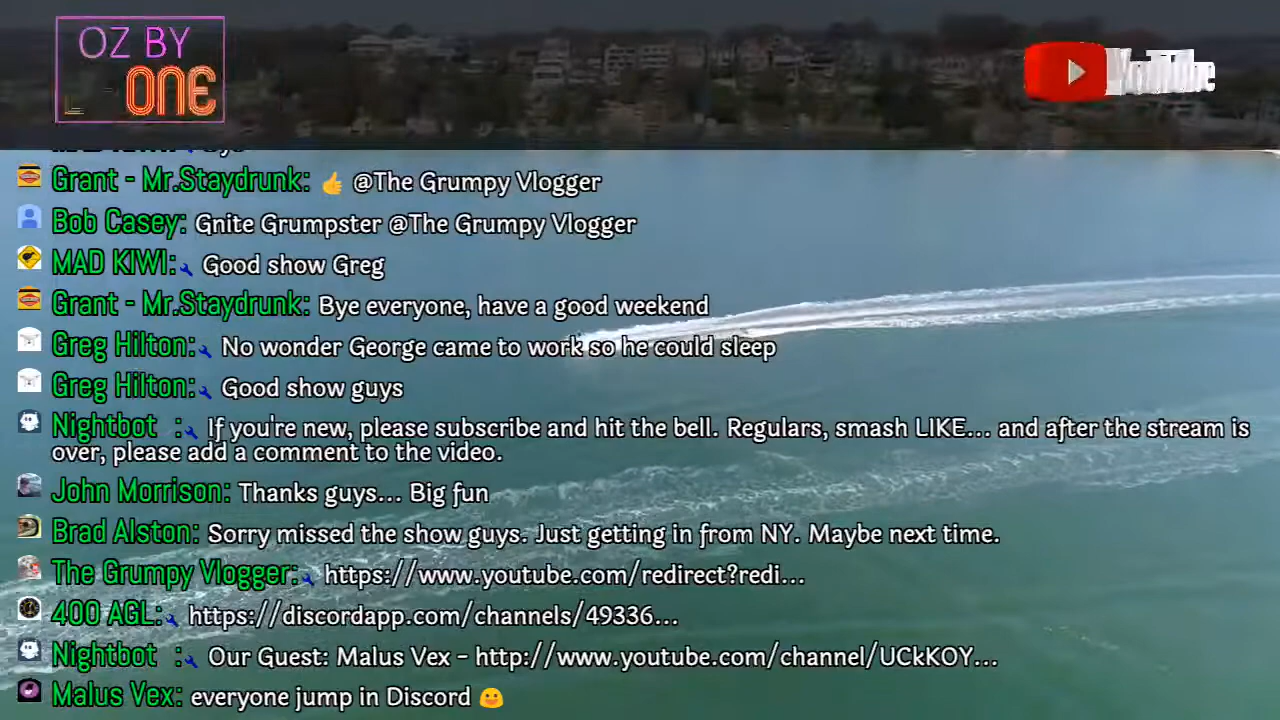 OZ BY
ONE
YouTube
Grant - Mr.Staydrunk: 👍 @The Grumpy Vlogger
Bob Casey: Gnite Grumpster @The Grumpy Vlogger
MAD KIWI: Good show Greg
Grant - Mr.Staydrunk: Bye everyone, have a good weekend
Greg Hilton: No wonder George came to work so he could sleep
Greg Hilton: Good show guys
Nightbot : If you're new, please subscribe and hit the bell. Regulars, smash LIKE... and after the stream is
over, please add a comment to the video.
John Morrison: Thanks guys... Big fun
Brad Alston: Sorry missed the show guys. Just getting in from NY. Maybe next time.
The Grumpy Vlogger: https://www.youtube.com/redirect?redi...
400 AGL: https://discordapp.com/channels/49336...
Nightbot : Our Guest: Malus Vex - http://www.youtube.com/channel/UCkKOY...
Malus Vex: everyone jump in Discord 😛